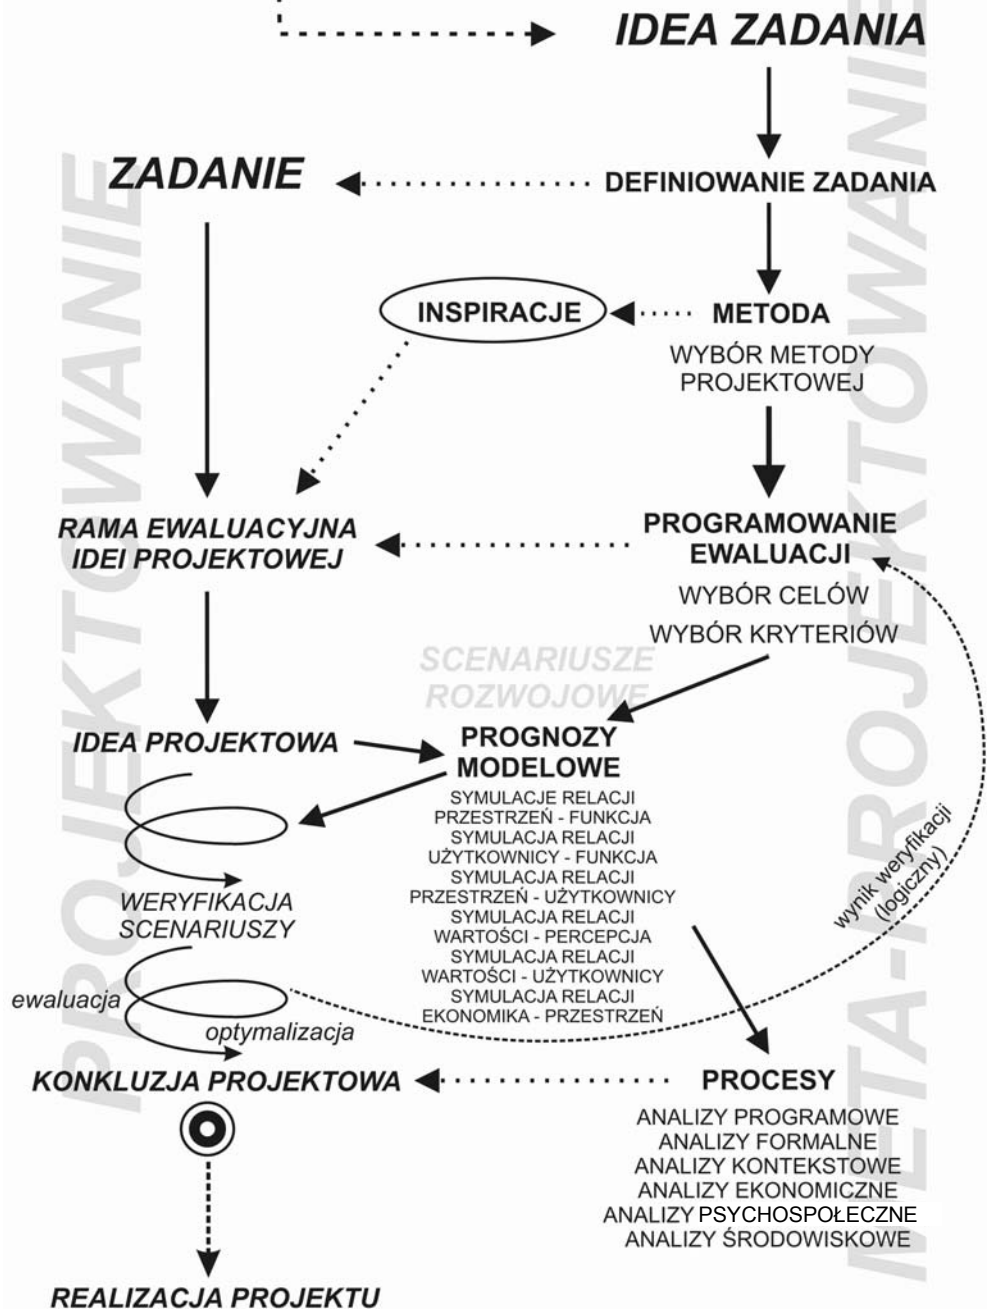 IDEA ZADANIA
ZADANIE
DEFINIOWANIE ZADANIA
INSPIRACJE
METODA
WYBÓR METODY
PROJEKTOWEJ
RAMA EWALUACYJNA
IDEI PROJEKTOWEJ
PROGRAMOWANIE
EWALUACJI
WYBÓR CELÓW
WYBÓR KRYTERIÓW
SCENARIUSZE
ROZWOJOWE
IDEA PROJEKTOWA
PROGNOZY
MODELOWE
SYMULACJE RELACJI
PRZESTRZEŃ - FUNKCJA
SYMULACJA RELACJI
UŻYTKOWNICY - FUNKCJA
SYMULACJA RELACJI
PRZESTRZEŃ - UŻYTKOWNICY
SYMULACJA RELACJI
WARTOŚCI - PERCEPCJA
SYMULACJA RELACJI
WARTOŚCI - UŻYTKOWNICY
SYMULACJA RELACJI
EKONOMIKA - PRZESTRZEŃ
WERYFIKACJA
SCENARIUSZY
ewaluacja
optymalizacja
wynik weryfikacji
(logiczny)
KONKLUZJA PROJEKTOWA
PROCESY
ANALIZY PROGRAMOWE
ANALIZY FORMALNE
ANALIZY KONTEKSTOWE
ANALIZY EKONOMICZNE
ANALIZY PSYCHOSPOŁECZNE
ANALIZY ŚRODOWISKOWE
REALIZACJA PROJEKTU
PROJEKTOWANIE
META-PROJEKTOWANIE